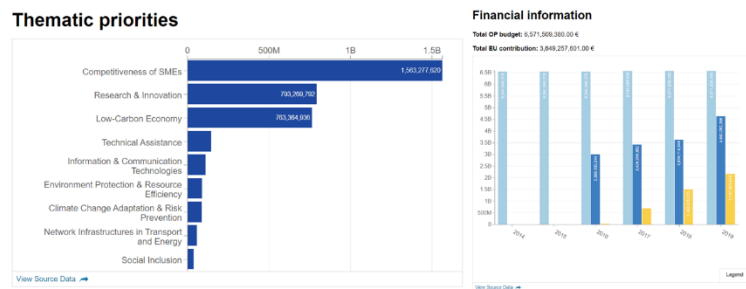 Thematic priorities
0 500M 1B 1.5B
Competitiveness of SMEs 1,563,277,620
Research & Innovation 793,269,792
Low-Carbon Economy 763,364,936
Technical Assistance
Information & Communication
Technologies
Environment Protection & Resource
Efficiency
Climate Change Adaptation & Risk
Prevention
Network Infrastructures in Transport
and Energy
Social Inclusion
View Source Data
Financial information
Total OP budget: 6,571,509,380.00 €
Total EU contribution: 3,649,257,601.00 €
6.5B
6B
5.5B
5B
4.5B
4B
3.5B
3B
2.5B
2B
1.5B
1B
500M
0
2014 2015 2016 2017 2018 2019
Legend
View Source Data